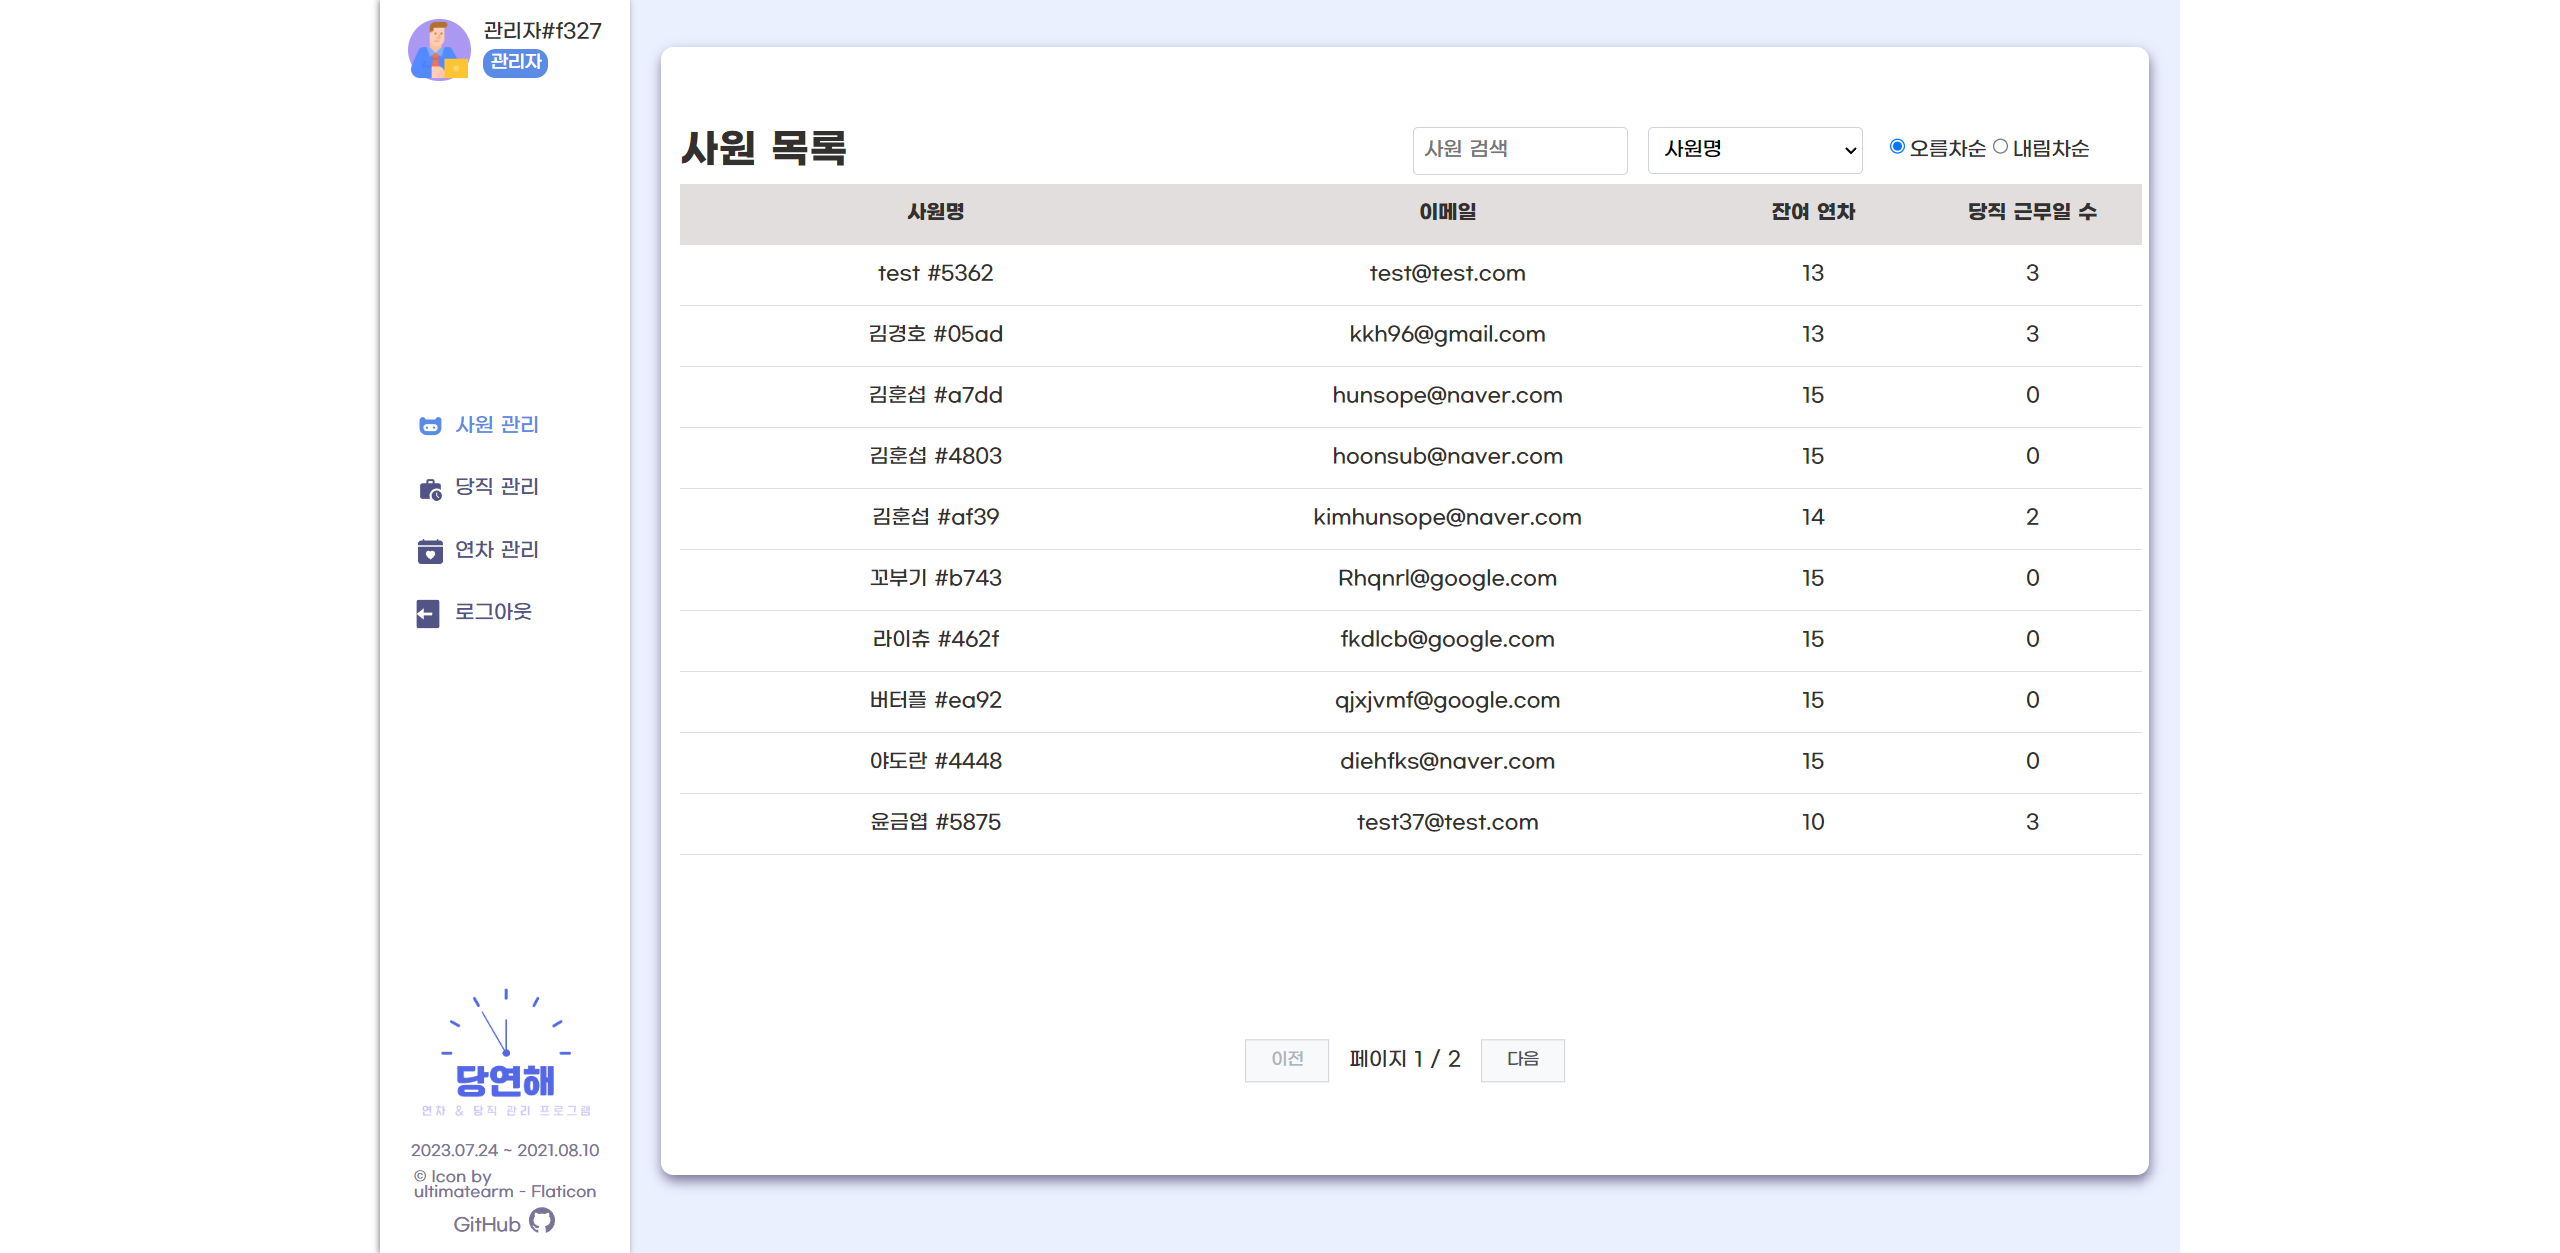 관리자#f327
관리자
사원 관리
당직 관리
연차 관리
로그아웃
당연해
연차 & 당직 관리 프로그램
2023.07.24 ~ 2021.08.10
© Icon by
ultimatearm - Flaticon
GitHub
사원 목록
사원 검색
사원명
오름차순 내림차순
사원명 이메일 잔여 연차 당직 근무일 수
test #5362 test@test.com 13 3
김경호 #05ad kkh96@gmail.com 13 3
김훈섭 #a7dd hunsope@naver.com 15 0
김훈섭 #4803 hoonsub@naver.com 15 0
김훈섭 #af39 kimhunsope@naver.com 14 2
꼬부기 #b743 Rhqnrl@google.com 15 0
라이츄 #462f fkdlcb@google.com 15 0
버터플 #ea92 qjxjvmf@google.com 15 0
야도란 #4448 diehfks@naver.com 15 0
윤금엽 #5875 test37@test.com 10 3
이전 페이지 1 / 2 다음